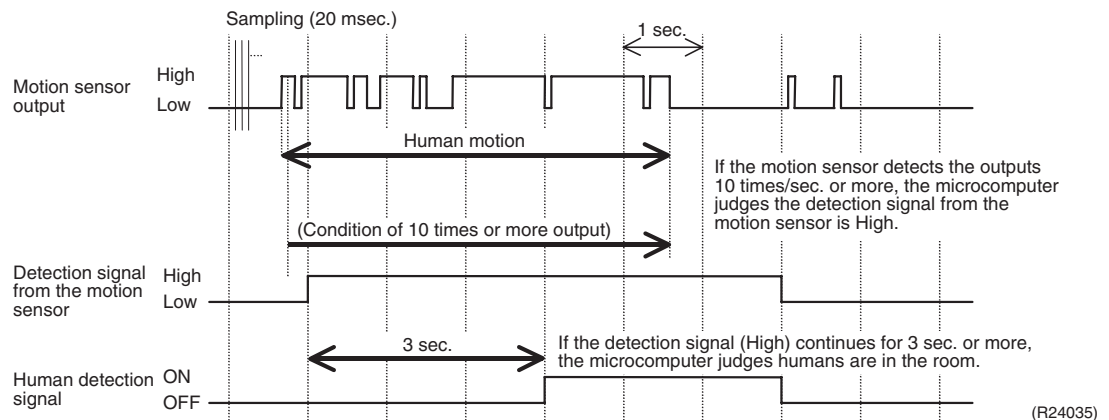 Sampling (20 msec.)
1 sec.
Motion sensor
output
High
Low
Human motion
If the motion sensor detects the outputs
10 times/sec. or more, the microcomputer
judges the detection signal from the
motion sensor is High.
(Condition of 10 times or more output)
Detection signal
from the motion
sensor
High
Low
3 sec.
If the detection signal (High) continues for 3 sec. or more,
the microcomputer judges humans are in the room.
Human detection
signal
ON
OFF
(R24035)